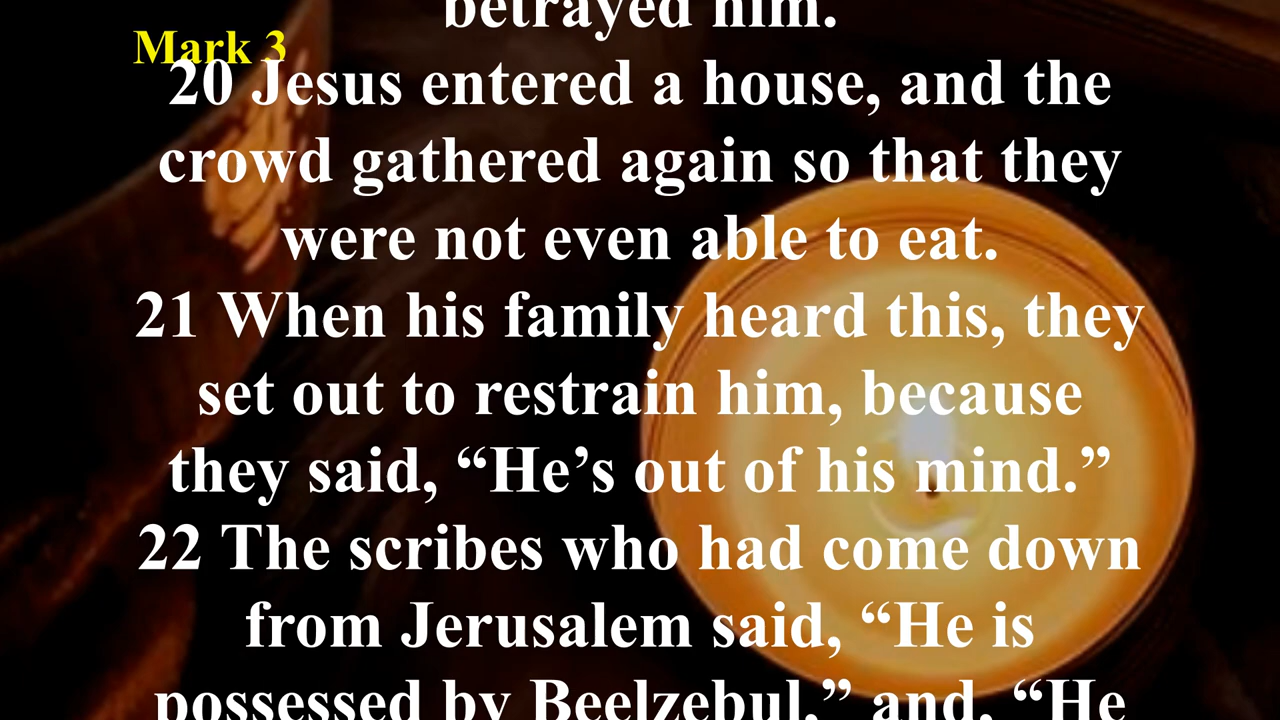 betrayed him.
Mark 3
20 Jesus entered a house, and the
crowd gathered again so that they
were not even able to eat.
21 When his family heard this, they
set out to restrain him, because
they said, “He’s out of his mind.”
22 The scribes who had come down
from Jerusalem said, “He is
possessed by Beelzebul,” and, “He